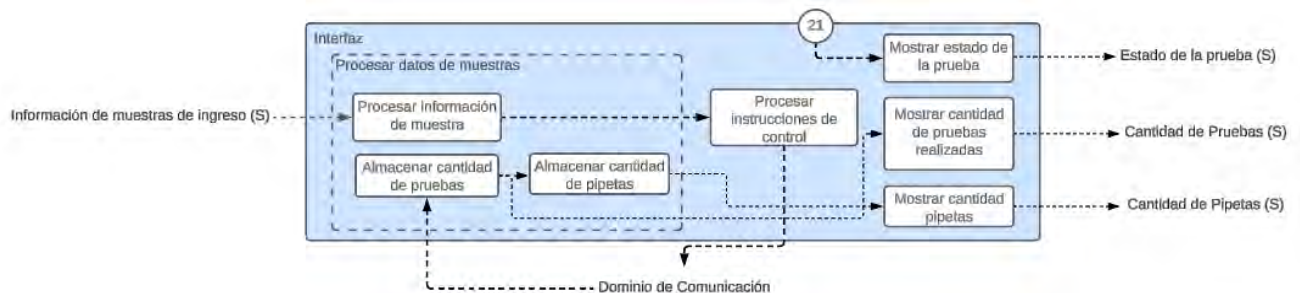 21
Interfaz
Mostrar estado de
la prueba
Estado de la prueba (S)
Procesar datos de muestras
Información de muestras de ingreso (S)
Procesar información
de muestra
Procesar
instrucciones de
control
Mostrar cantidad
de pruebas
realizadas
Cantidad de Pruebas (S)
Almacenar cantidad
de pruebas
Almacenar cantidad
de pipetas
Mostrar cantidad
pipetas
Cantidad de Pipetas (S)
Dominio de Comunicación